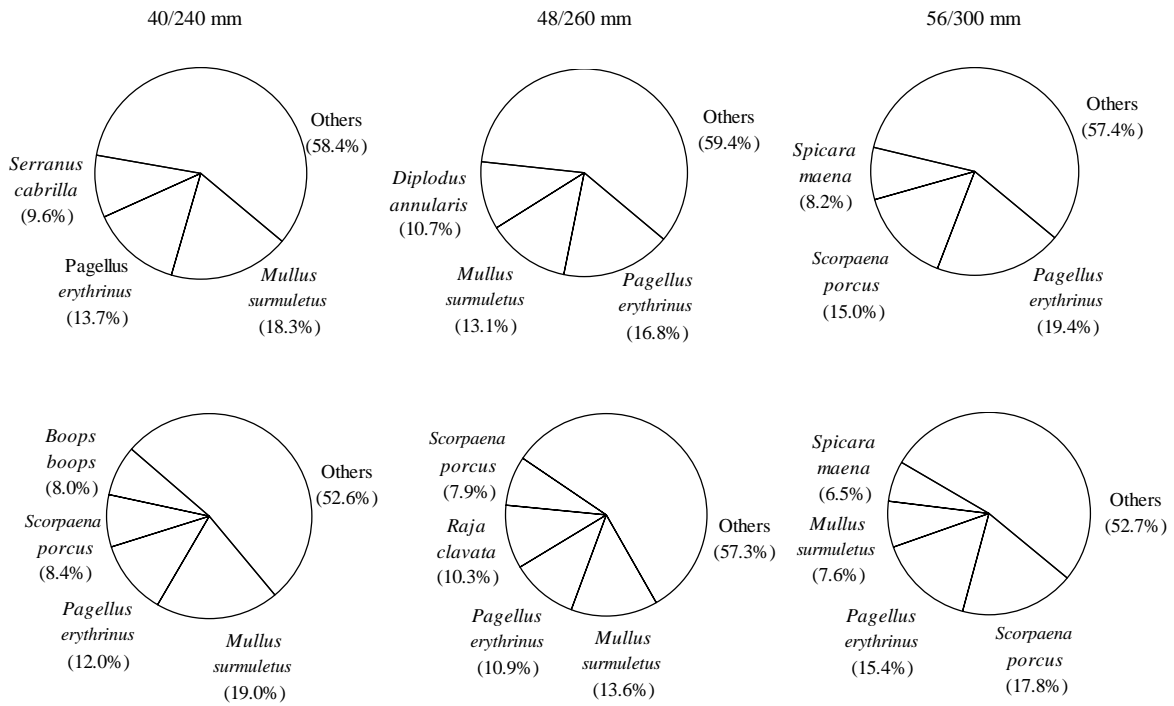 40/240 mm
48/260 mm
56/300 mm
Others
(58.4%)
Serranus
cabrilla
(9.6%)
Pagellus
erythrinus
(13.7%)
Mullus
surmuletus
(18.3%)
Others
(59.4%)
Diplodus
annularis
(10.7%)
Mullus
surmuletus
(13.1%)
Pagellus
erythrinus
(16.8%)
Others
(57.4%)
Spicara
maena
(8.2%)
Scorpaena
porcus
(15.0%)
Pagellus
erythrinus
(19.4%)
Boops
boops
(8.0%)
Others
(52.6%)
Scorpaena
porcus
(8.4%)
Pagellus
erythrinus
(12.0%)
Mullus
surmuletus
(19.0%)
Scorpaena
porcus
(7.9%)
Raja
clavata
(10.3%)
Others
(57.3%)
Pagellus
erythrinus
(10.9%)
Mullus
surmuletus
(13.6%)
Spicara
maena
(6.5%)
Others
(52.7%)
Mullus
surmuletus
(7.6%)
Pagellus
erythrinus
(15.4%)
Scorpaena
porcus
(17.8%)